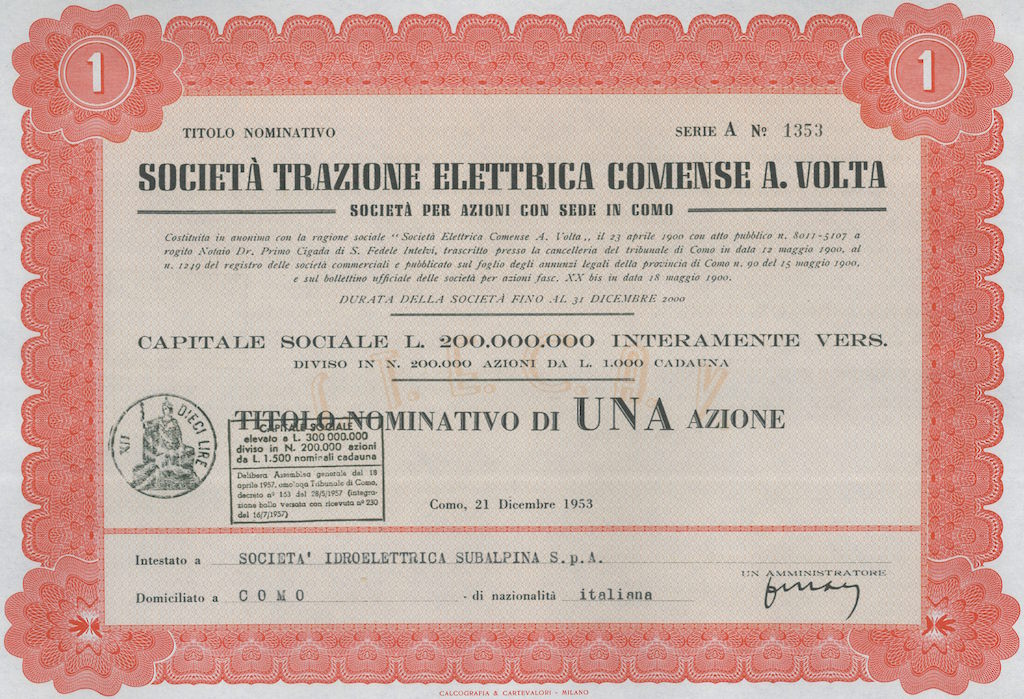 1
1
TITOLO NOMINATIVO
SERIE A Nº 1353
SOCIETÀ TRAZIONE ELETTRICA COMENSE A. VOLTA
SOCIETÀ PER AZIONI CON SEDE IN COMO
Costituita in anonima con la ragione sociale "Società Elettrica Comense A. Volta„ il 23 aprile 1900 con atto pubblico n. 8011-5107 a
rogito Notaio Dr. Primo Cigada di S. Fedele Intelvi, trascritto presso la cancelleria del tribunale di Como in data 12 maggio 1900, al
n. 1249 del registro delle società commerciali e pubblicato sul foglio degli annunzi legali della provincia di Como n. 90 del 15 maggio 1900,
e sul bollettino ufficiale delle società per azioni fasc. XX bis in data 18 maggio 1900.
DURATA DELLA SOCIETÀ FINO AL 31 DICEMBRE 2000
CAPITALE SOCIALE L. 200.000.000 INTERAMENTE VERS.
DIVISO IN N. 200.000 AZIONI DA L. 1.000 CADAUNA
TITOLO NOMINATIVO DI UNA AZIONE
DIECI LIRE
XII
CAPITALE SOCIALE
elevato a L. 300.000.000
diviso in N. 200.000 azioni
da L. 1.500 nominali cadauna
Delibera Assemblea generale del 18
aprile 1957, omologa Tribunale di Como,
decreto nº 153 del 28/5/1957 (integra-
zione bollo versata con ricevuta nº 230
del 16/7/1957)
Como, 21 Dicembre 1953
Intestato a SOCIETA' IDROELETTRICA SUBALPINA S.p.A.
UN AMMINISTRATORE
Domiciliato a COMO - di nazionalità italiana
CALCOGRAFIA & CARTEVALORI - MILANO